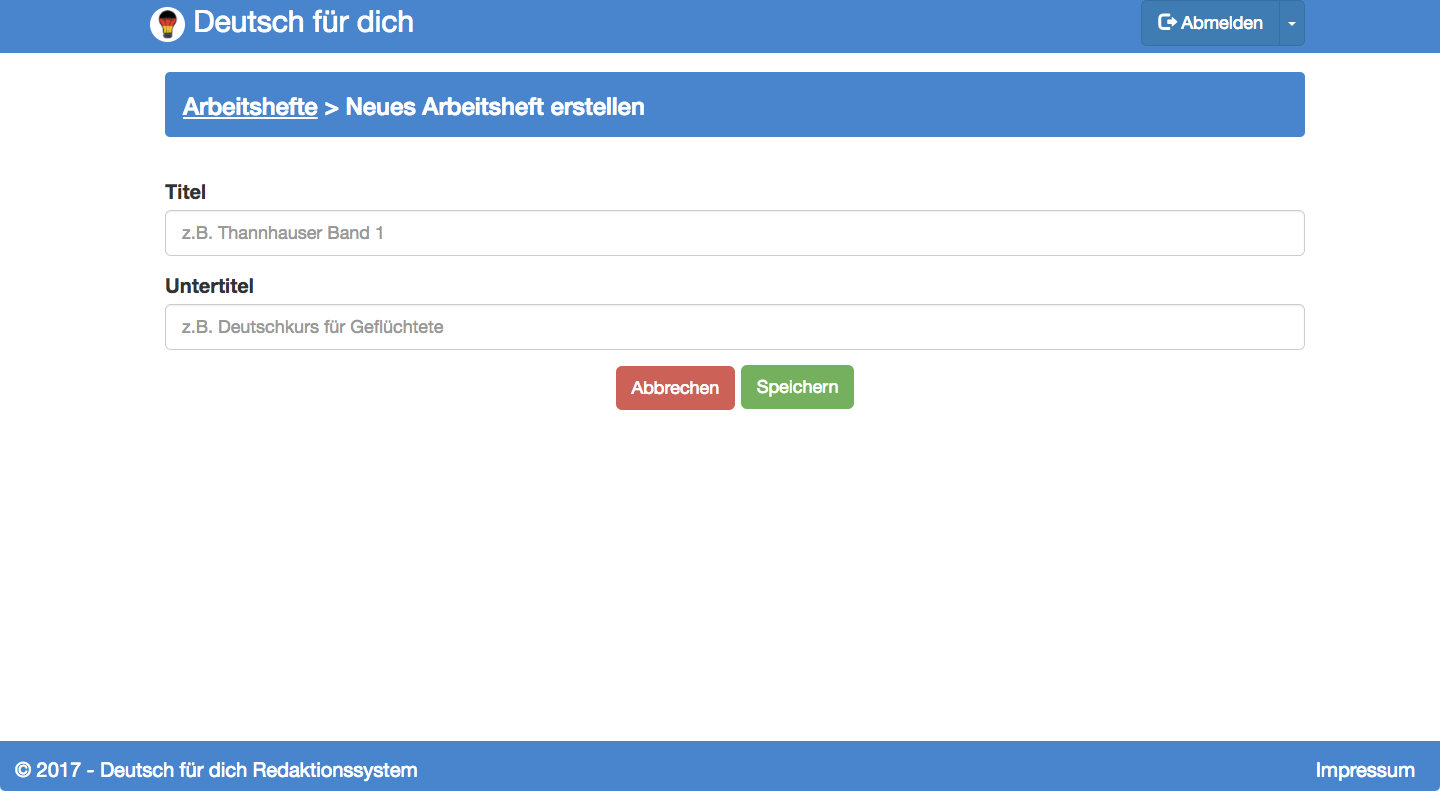 Deutsch für dich
Abmelden
Arbeitshefte > Neues Arbeitsheft erstellen
Titel
z.B. Thannhauser Band 1
Untertitel
z.B. Deutschkurs für Geflüchtete
Abbrechen Speichern
© 2017 - Deutsch für dich Redaktionssystem Impressum